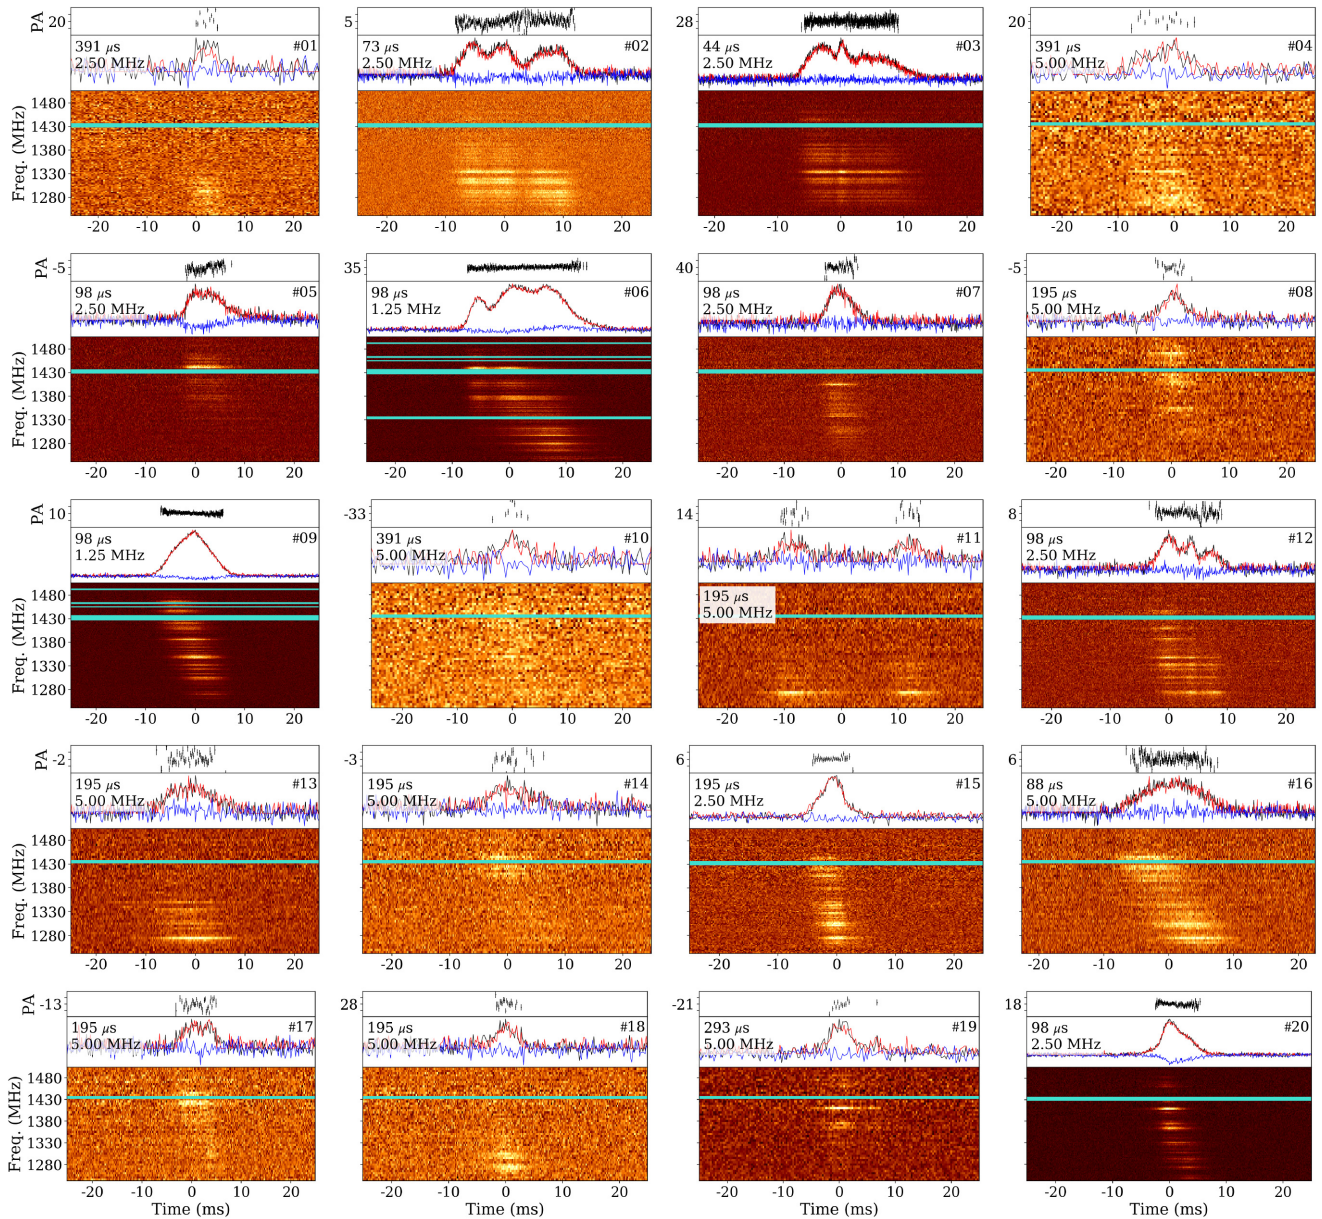 PA 20 5 28 20
391 μs #01 73 μs #02 44 μs #03 391 μs #04
2.50 MHz 2.50 MHz 2.50 MHz 5.00 MHz
Freq. (MHz) 1480 1430 1380 1330 1280
-20 -10 0 10 20 -20 -10 0 10 20 -20 -10 0 10 20 -20 -10 0 10 20
PA -5 35 40 -5
98 μs #05 98 μs #06 98 μs #07 195 μs #08
2.50 MHz 1.25 MHz 2.50 MHz 5.00 MHz
Freq. (MHz) 1480 1430 1380 1330 1280
-20 -10 0 10 20 -20 -10 0 10 20 -20 -10 0 10 20 -20 -10 0 10 20
PA 10 -33 14 8
98 μs #09 391 μs #10 #11 98 μs #12
1.25 MHz 5.00 MHz 2.50 MHz
195 μs
5.00 MHz
Freq. (MHz) 1480 1430 1380 1330 1280
-20 -10 0 10 20 -20 -10 0 10 20 -20 -10 0 10 20 -20 -10 0 10 20
PA -2 -3 6 6
195 μs #13 195 μs #14 195 μs #15 88 μs #16
5.00 MHz 5.00 MHz 2.50 MHz 5.00 MHz
Freq. (MHz) 1480 1430 1380 1330 1280
-20 -10 0 10 20 -20 -10 0 10 20 -20 -10 0 10 20 -20 -10 0 10 20
PA -13 28 -21 18
195 μs #17 195 μs #18 293 μs #19 98 μs #20
5.00 MHz 5.00 MHz 5.00 MHz 2.50 MHz
Freq. (MHz) 1480 1430 1380 1330 1280
-20 -10 0 10 20 -20 -10 0 10 20 -20 -10 0 10 20 -20 -10 0 10 20
Time (ms) Time (ms) Time (ms) Time (ms)